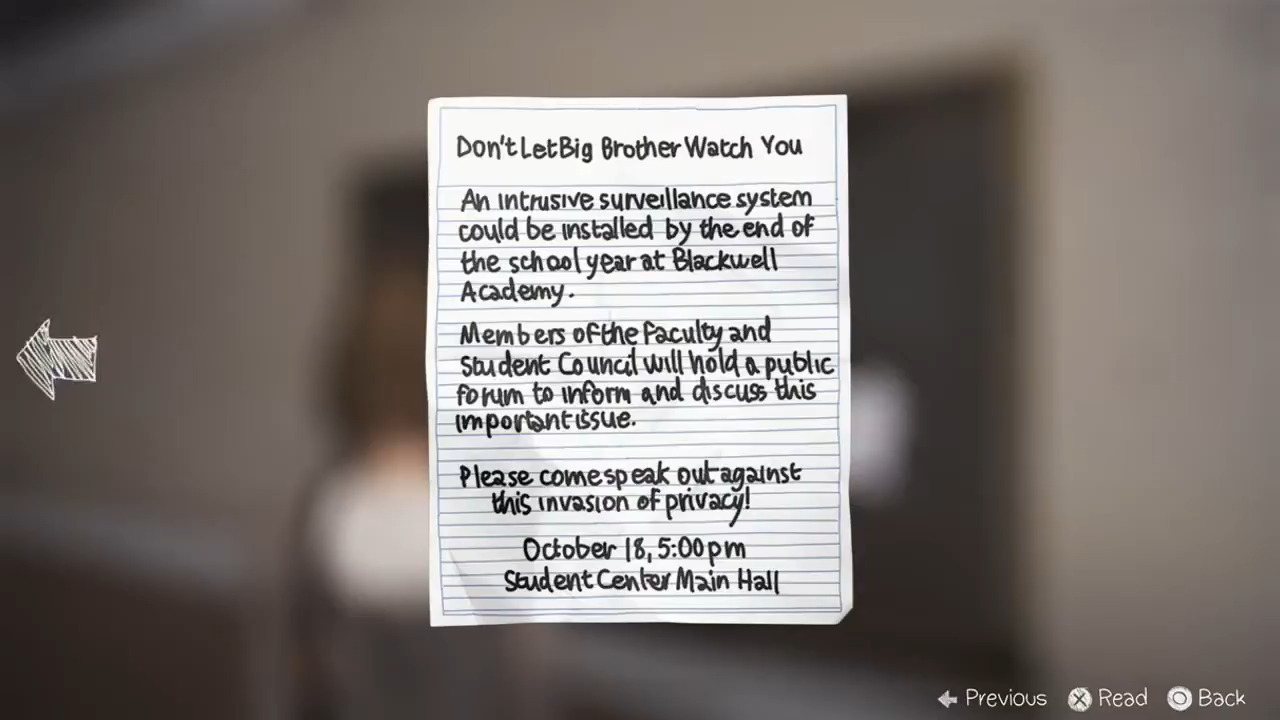 Don't Let Big Brother Watch You
An intrusive surveillance system
could be installed by the end of
the school year at Blackwell
Academy.
Members of the faculty and
Student Council will hold a public
forum to inform and discuss this
important issue.
Please come speak out against
this invasion of privacy!
October 18, 5:00pm
Student Center Main Hall
Previous Read Back